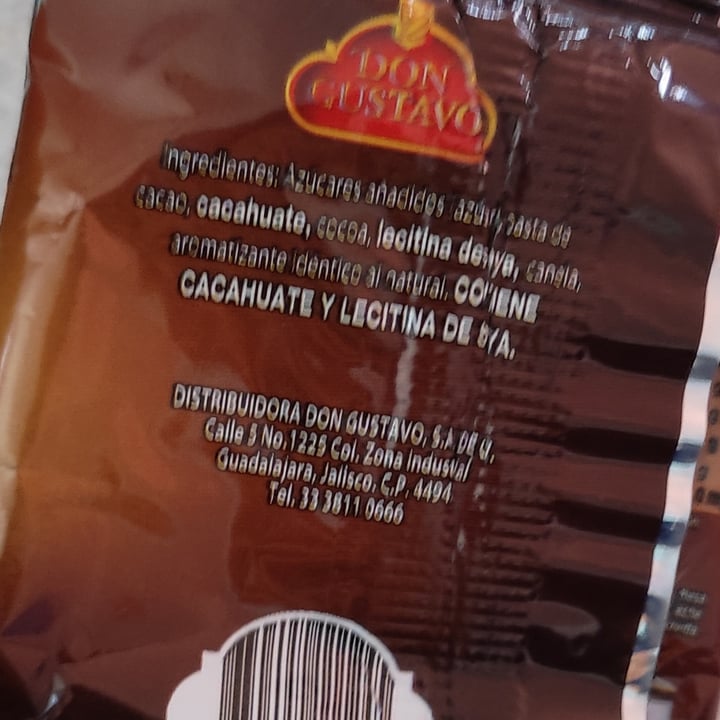 DON
GUSTAVO
Ingredientes: Azúcares añadidos (azúcar), pasta de
cacao, cacahuate, cocoa, lecitina de soya, canela,
aromatizante idéntico al natural. CONTIENE
CACAHUATE Y LECITINA DE SOYA.
DISTRIBUIDORA DON GUSTAVO, S.A. DE
Calle 5 No. 1225 Col. Zona Industrial
Guadalajara, Jalisco. C.P.
Tel. 33 3811 0666